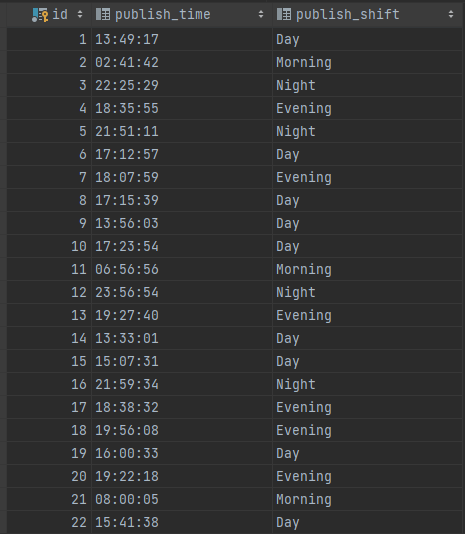 id publish_time publish_shift
1 13:49:17 Day
2 02:41:42 Morning
3 22:25:29 Night
4 18:35:55 Evening
5 21:51:11 Night
6 17:12:57 Day
7 18:07:59 Evening
8 17:15:39 Day
9 13:56:03 Day
10 17:23:54 Day
11 06:56:56 Morning
12 23:56:54 Night
13 19:27:40 Evening
14 13:33:01 Day
15 15:07:31 Day
16 21:59:34 Night
17 18:38:32 Evening
18 19:56:08 Evening
19 16:00:33 Day
20 19:22:18 Evening
21 08:00:05 Morning
22 15:41:38 Day